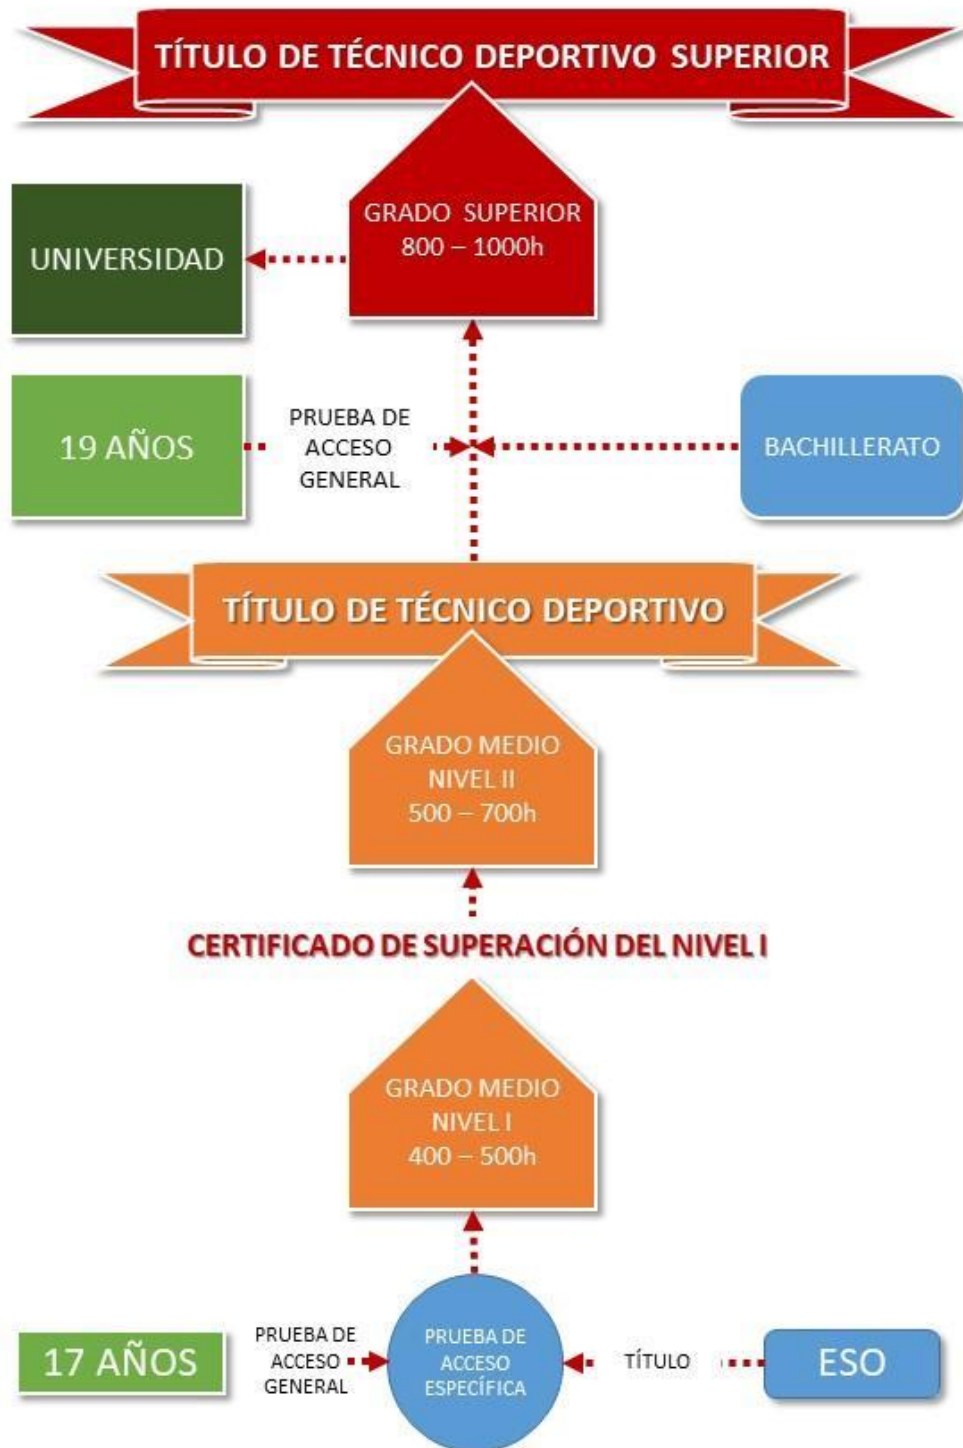 TÍTULO DE TÉCNICO DEPORTIVO SUPERIOR
GRADO SUPERIOR
800 – 1000h
UNIVERSIDAD
19 AÑOS
PRUEBA DE
ACCESO
GENERAL
BACHILLERATO
TÍTULO DE TÉCNICO DEPORTIVO
GRADO MEDIO
NIVEL II
500 – 700h
CERTIFICADO DE SUPERACIÓN DEL NIVEL I
GRADO MEDIO
NIVEL I
400 – 500h
17 AÑOS
PRUEBA DE
ACCESO
GENERAL
PRUEBA DE
ACCESO
ESPECÍFICA
TÍTULO
ESO